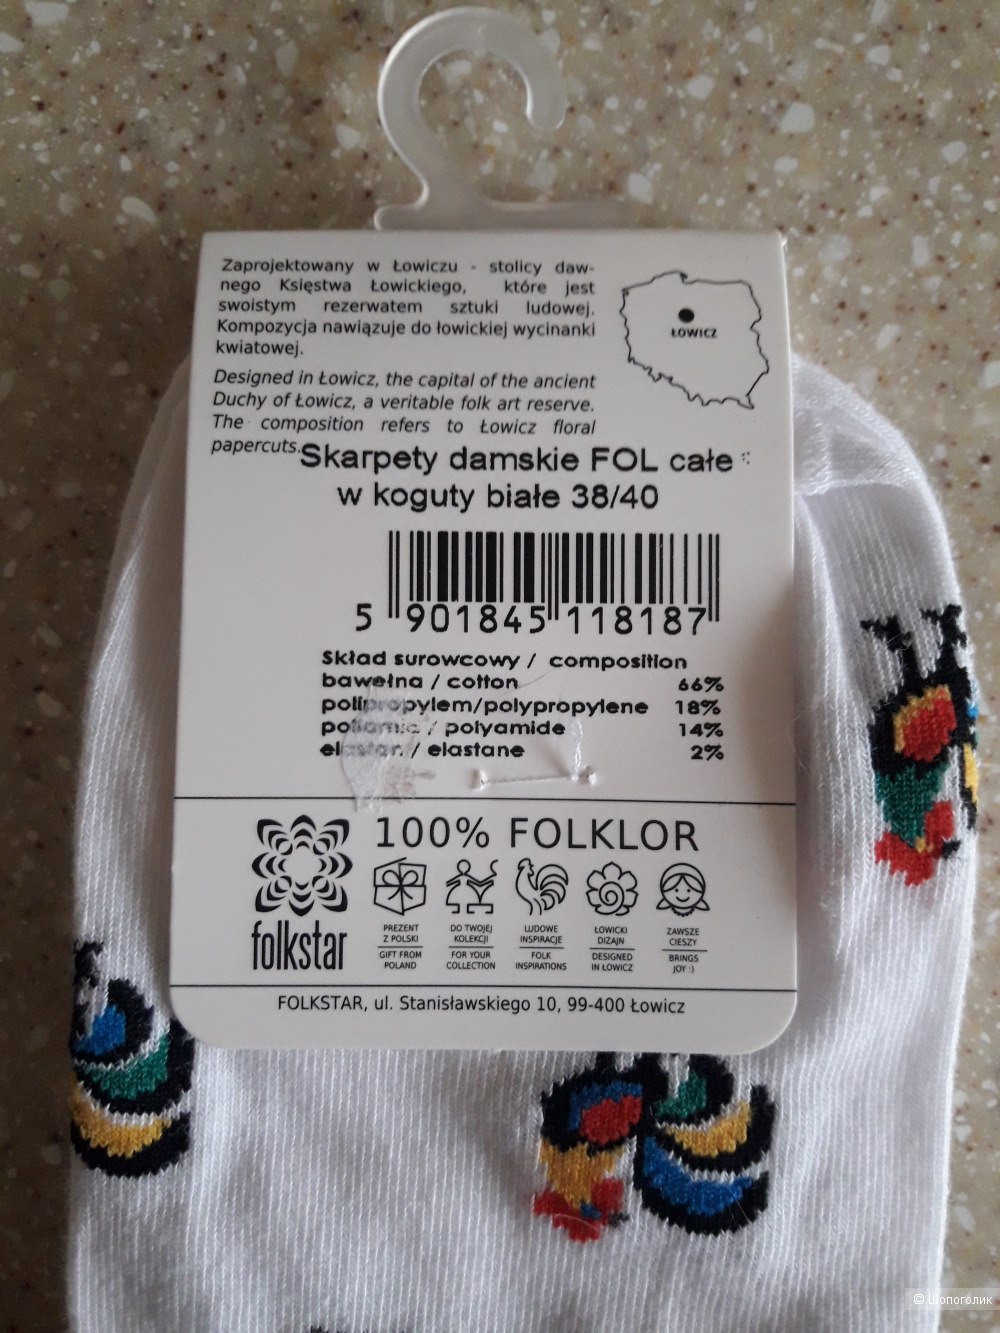 Zaprojektowany w Łowiczu - stolicy daw-
nego Księstwa Łowickiego, które jest
swoistym rezerwatem sztuki ludowej.
Kompozycja nawiązuje do łowickiej wycinanki
kwiatowej.
ŁOWICZ
Designed in Łowicz, the capital of the ancient
Duchy of Łowicz, a veritable folk art reserve.
The composition refers to Łowicz floral
papercuts.
Skarpety damskie FOL całe
w koguty białe 38/40
5 901845 118187
Skład surowcowy / composition
bawełna / cotton 66%
polipropylem/polypropylene 18%
poliamid / polyamide 14%
elastan / elastane 2%
100% FOLKLOR
folkstar
PREZENT
Z POLSKI
GIFT FROM
POLAND
DO TWOJEJ
KOLEKCJI
FOR YOUR
COLLECTION
LUDOWE
INSPIRACJE
FOLK
INSPIRATIONS
ŁOWICKI
DIZAJN
DESIGNED
IN ŁOWICZ
ZAWSZE
CIESZY
BRINGS
JOY :)
FOLKSTAR, ul. Stanisławskiego 10, 99-400 Łowicz
© Шопоголик